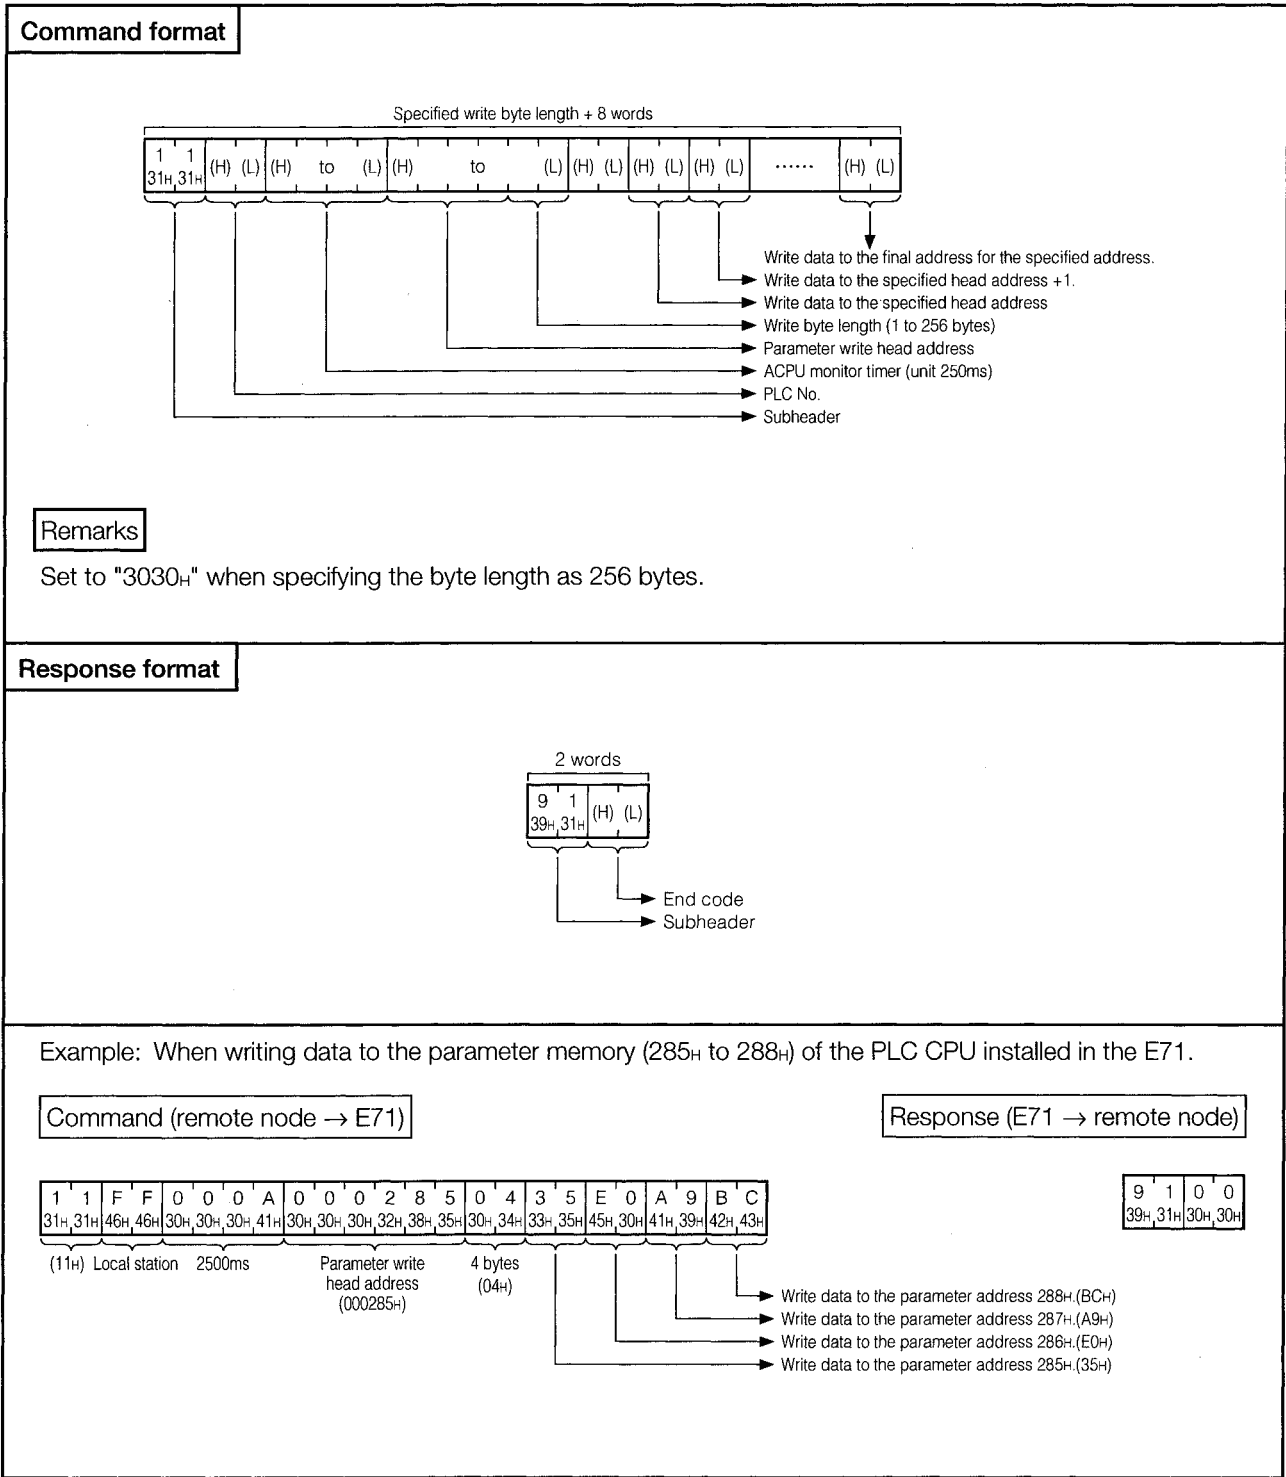 Command format
Specified write byte length + 8 words
1 1 (H) (L) (H) to (L) (H) to (L) (H) (L) (H) (L) (H) (L) ...... (H) (L)
31H 31H
Write data to the final address for the specified address.
Write data to the specified head address +1.
Write data to the specified head address
Write byte length (1 to 256 bytes)
Parameter write head address
ACPU monitor timer (unit 250ms)
PLC No.
Subheader
Remarks
Set to "3030H" when specifying the byte length as 256 bytes.
Response format
2 words
9 1 (H) (L)
39H 31H
End code
Subheader
Example: When writing data to the parameter memory (285H to 288H) of the PLC CPU installed in the E71.
Command (remote node → E71)
Response (E71 → remote node)
1 1 F F 0 0 0 A 0 0 0 2 8 5 0 4 3 5 E 0 A 9 B C
31H 31H 46H 46H 30H 30H 30H 41H 30H 30H 30H 32H 38H 35H 30H 34H 33H 35H 45H 30H 41H 39H 42H 43H
9 1 0 0
39H 31H 30H 30H
(11H) Local station 2500ms
Parameter write
head address
(000285H)
4 bytes
(04H)
Write data to the parameter address 288H.(BCH)
Write data to the parameter address 287H.(A9H)
Write data to the parameter address 286H.(E0H)
Write data to the parameter address 285H.(35H)